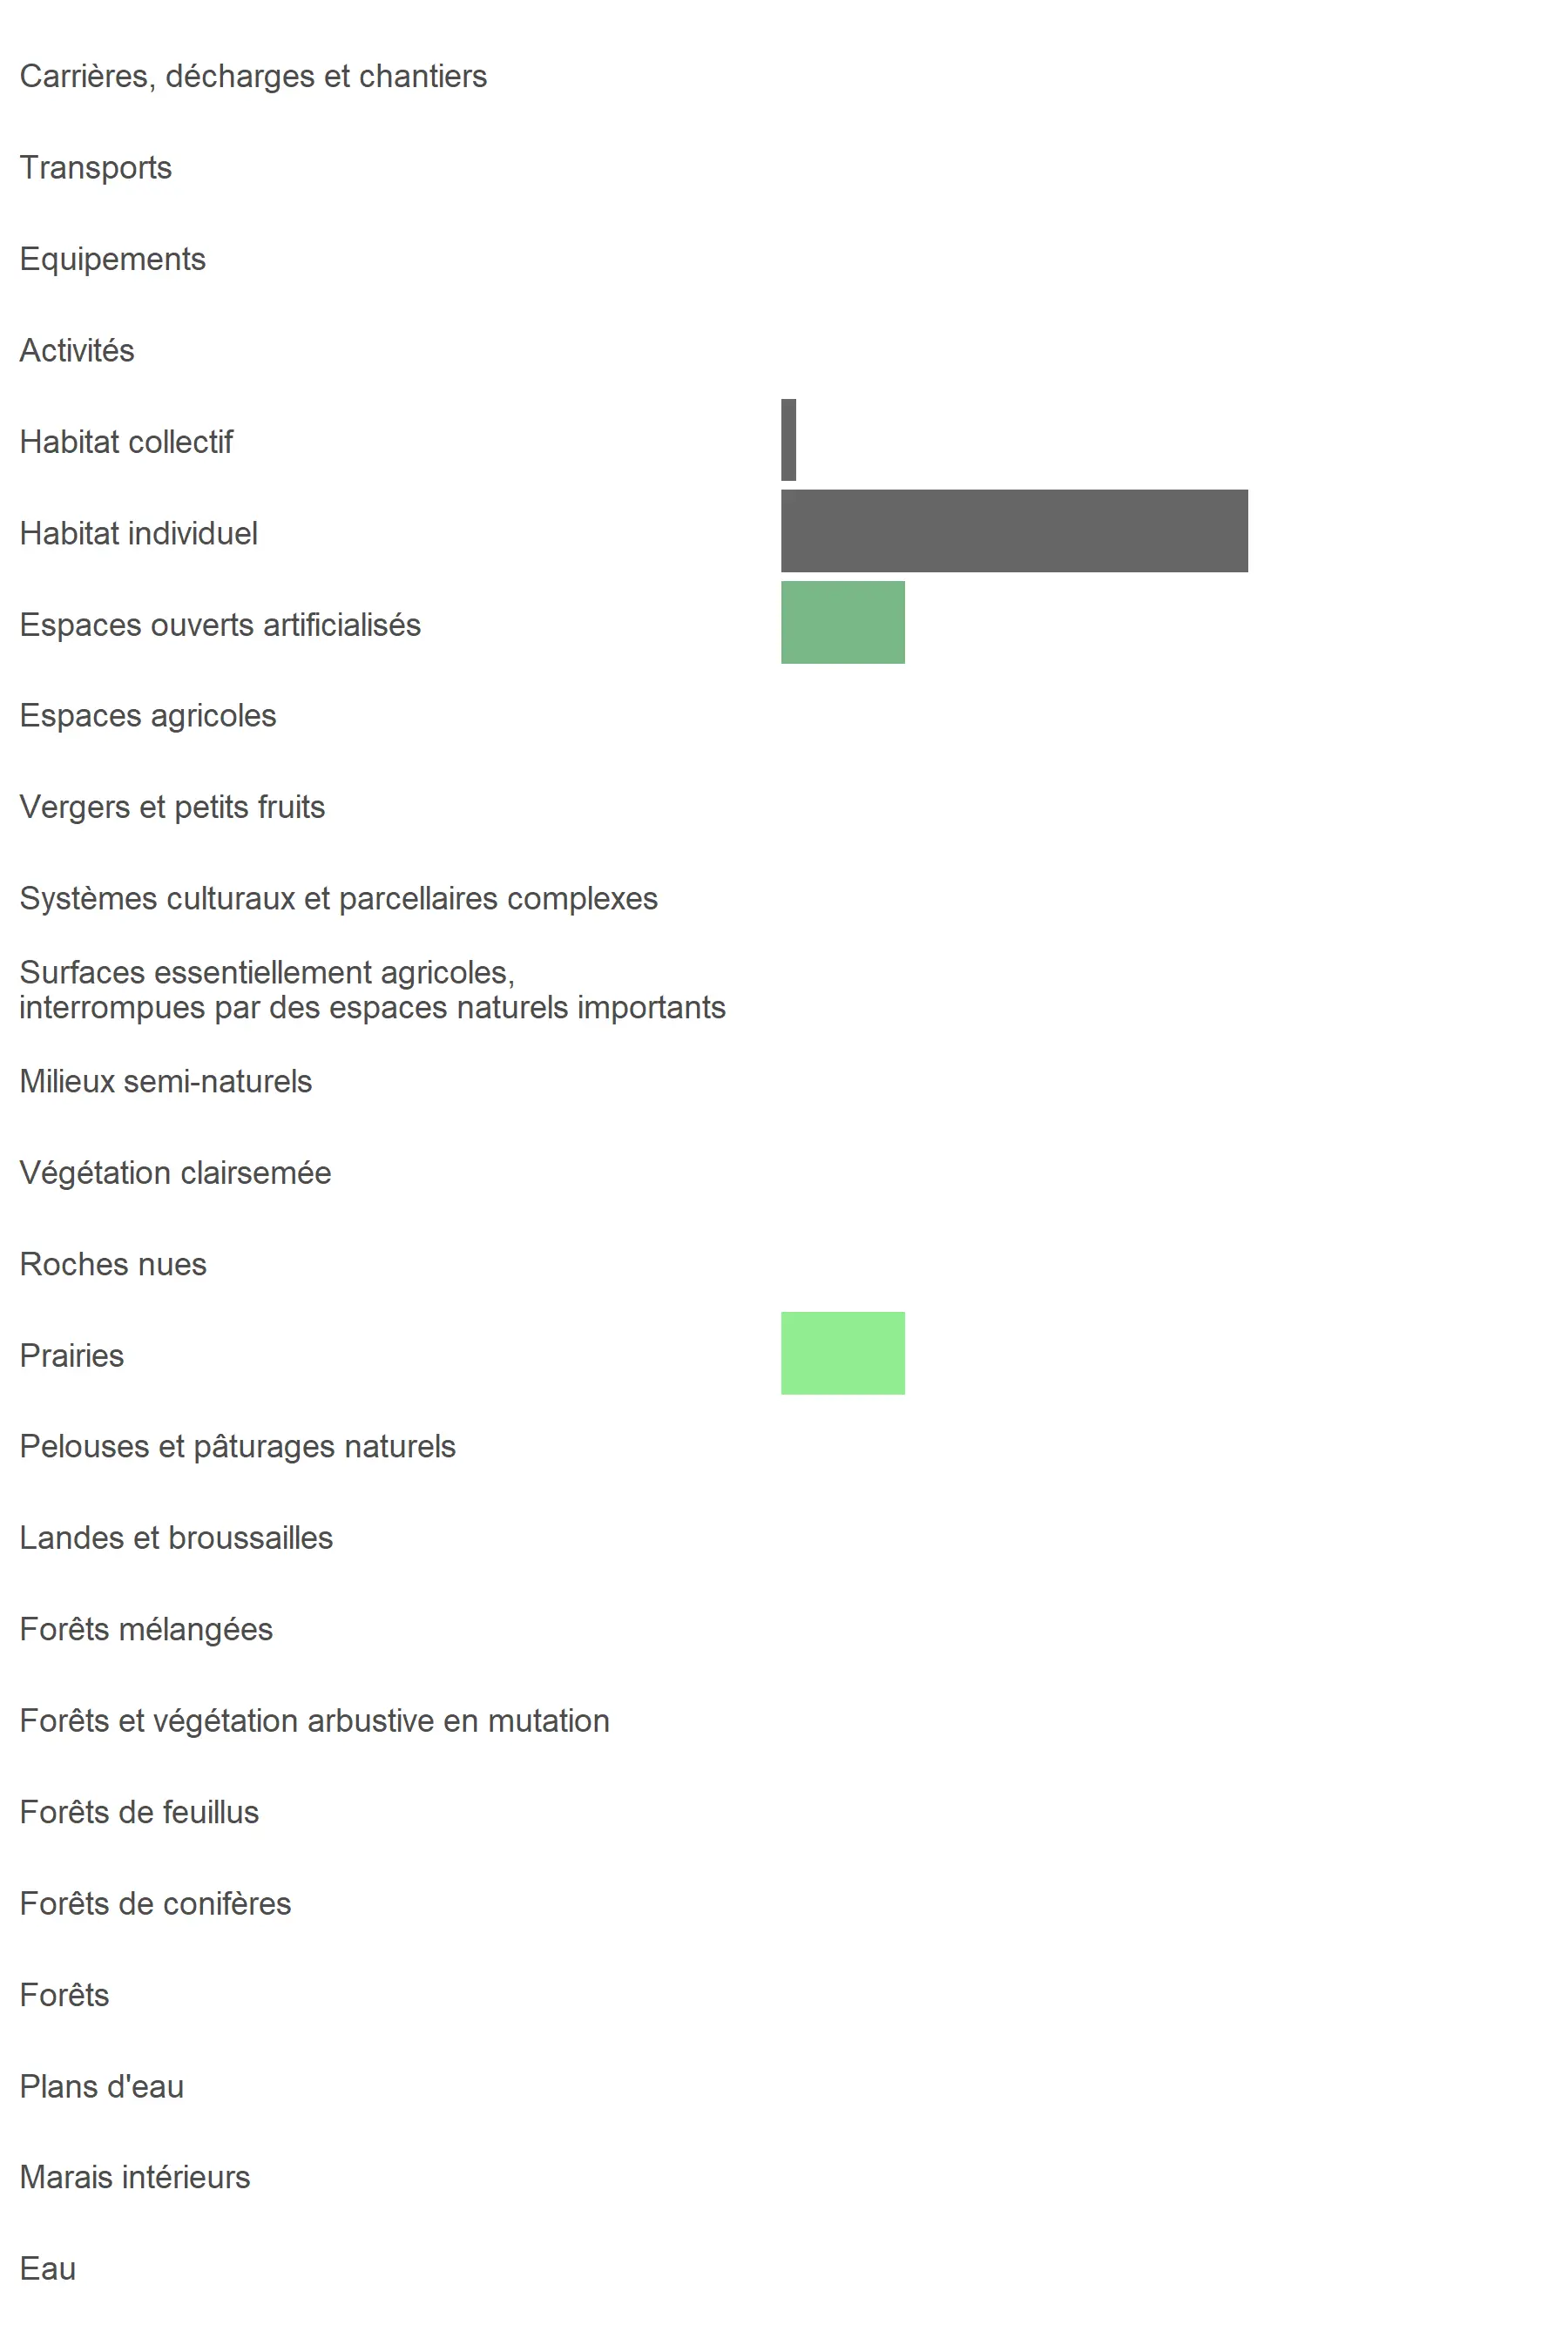 Carrières, décharges et chantiers
Transports
Equipements
Activités
Habitat collectif
Habitat individuel
Espaces ouverts artificialisés
Espaces agricoles
Vergers et petits fruits
Systèmes culturaux et parcellaires complexes
Surfaces essentiellement agricoles,
interrompues par des espaces naturels importants
Milieux semi-naturels
Végétation clairsemée
Roches nues
Prairies
Pelouses et pâturages naturels
Landes et broussailles
Forêts mélangées
Forêts et végétation arbustive en mutation
Forêts de feuillus
Forêts de conifères
Forêts
Plans d'eau
Marais intérieurs
Eau